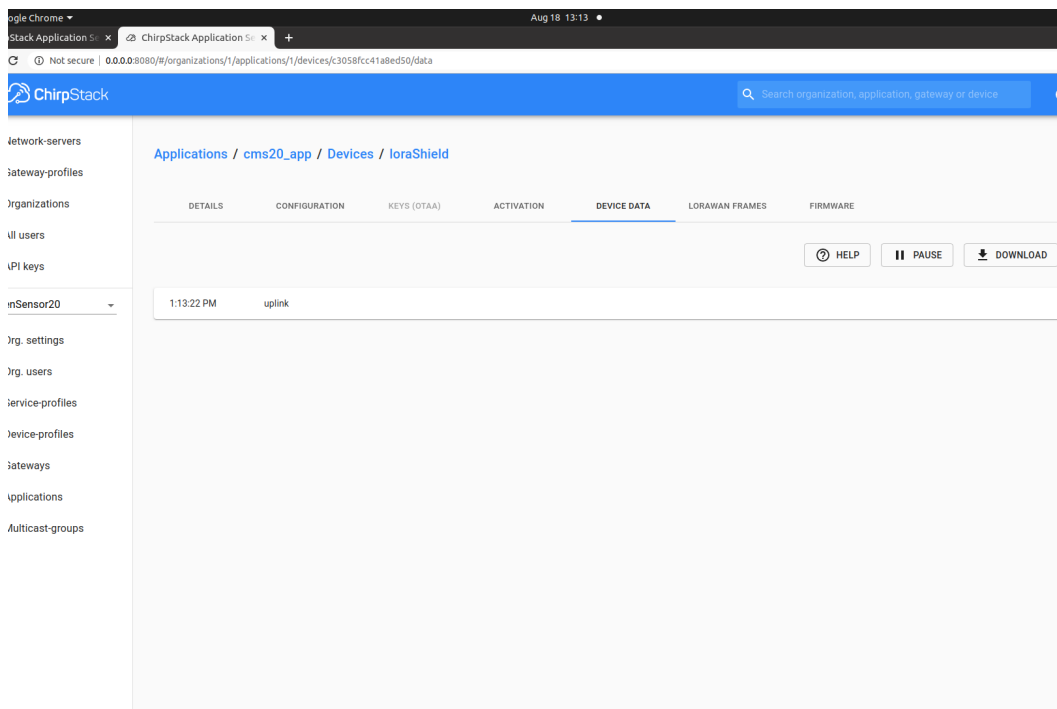 ogle Chrome
Aug 18 13:13
Stack Application Se
ChirpStack Application Se
Not secure
0.0.0.0:8080/#/organizations/1/applications/1/devices/c3058fcc41a8ed50/data
ChirpStack
Search organization, application, gateway or device
Network-servers
Gateway-profiles
Organizations
All users
API keys
enSensor20
Org. settings
Org. users
Service-profiles
Device-profiles
Gateways
Applications
Multicast-groups
Applications / cms20_app / Devices / loraShield
DETAILS CONFIGURATION KEYS (OTAA) ACTIVATION DEVICE DATA LORAWAN FRAMES FIRMWARE
HELP PAUSE DOWNLOAD
1:13:22 PM uplink